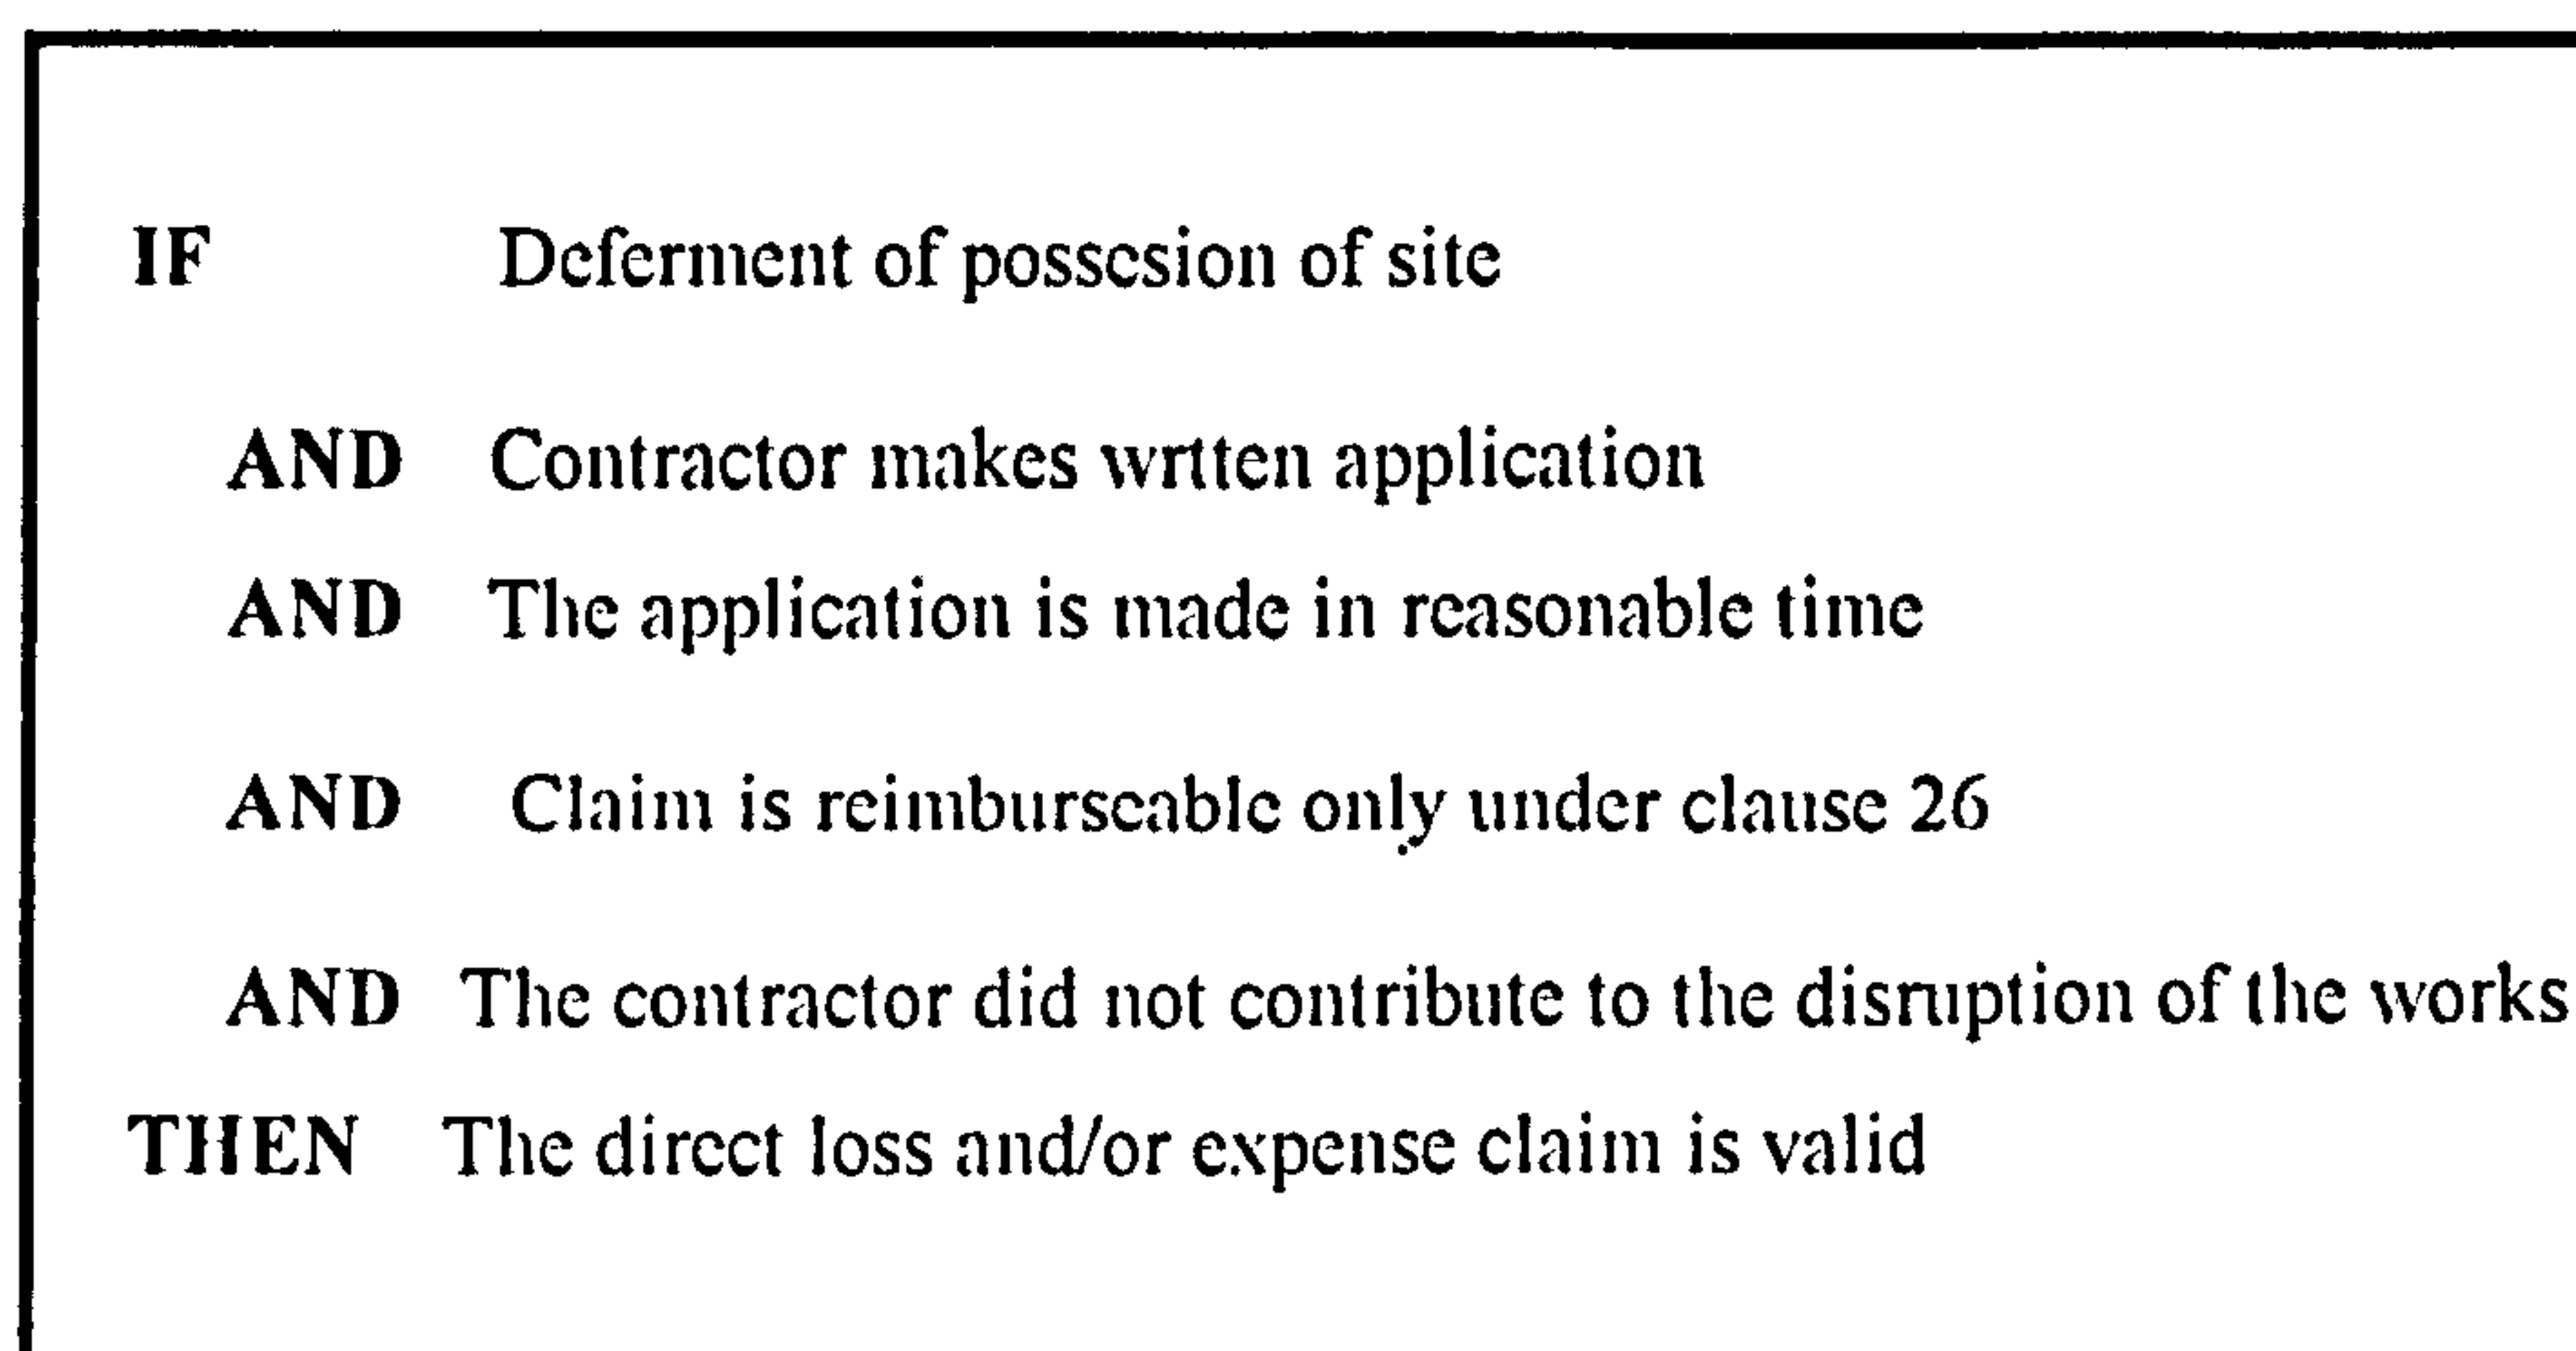 IF Deferment of possesion of site
AND Contractor makes wrtten application
AND The application is made in reasonable time
AND Claim is reimburseable only under clause 26
AND The contractor did not contribute to the disruption of the works
THEN The direct loss and/or expense claim is valid